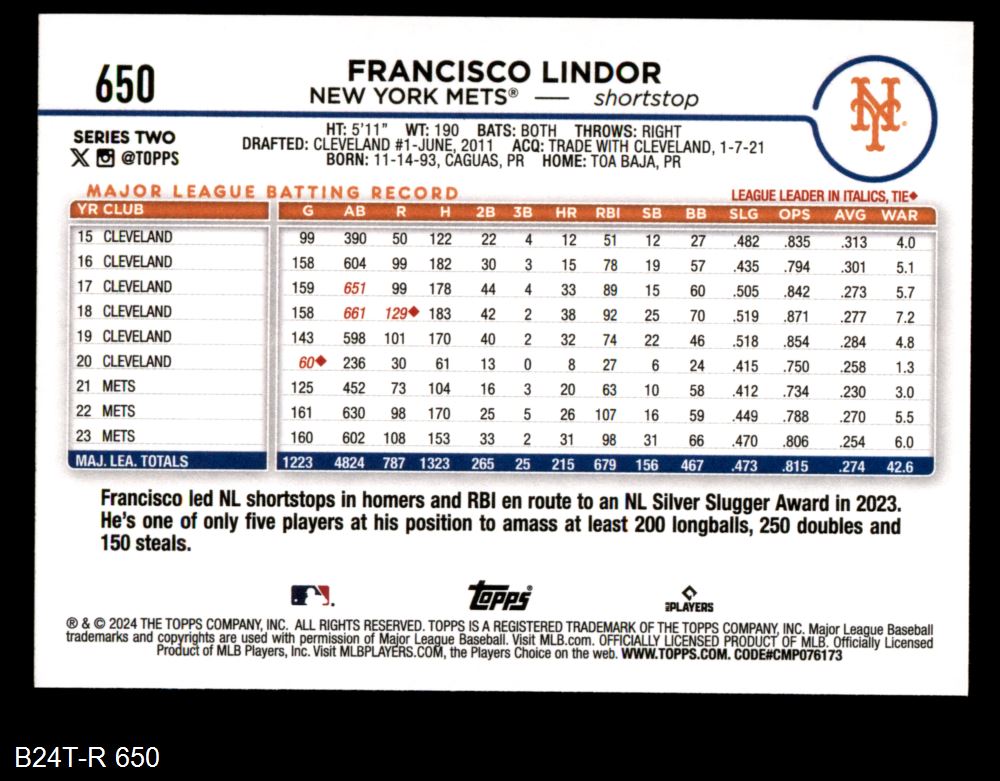 650
FRANCISCO LINDOR
NEW YORK METS® — shortstop
NY
SERIES TWO
X @TOPPS
HT: 5'11" WT: 190 BATS: BOTH THROWS: RIGHT
DRAFTED: CLEVELAND #1-JUNE, 2011 ACQ: TRADE WITH CLEVELAND, 1-7-21
BORN: 11-14-93, CAGUAS, PR HOME: TOA BAJA, PR
MAJOR LEAGUE BATTING RECORD
LEAGUE LEADER IN ITALICS, TIE◆
YR CLUB G AB R H 2B 3B HR RBI SB BB SLG OPS AVG WAR
15 CLEVELAND 99 390 50 122 22 4 12 51 12 27 .482 .835 .313 4.0
16 CLEVELAND 158 604 99 182 30 3 15 78 19 57 .435 .794 .301 5.1
17 CLEVELAND 159 651 99 178 44 4 33 89 15 60 .505 .842 .273 5.7
18 CLEVELAND 158 661 129◆ 183 42 2 38 92 25 70 .519 .871 .277 7.2
19 CLEVELAND 143 598 101 170 40 2 32 74 22 46 .518 .854 .284 4.8
20 CLEVELAND 60◆ 236 30 61 13 0 8 27 6 24 .415 .750 .258 1.3
21 METS 125 452 73 104 16 3 20 63 10 58 .412 .734 .230 3.0
22 METS 161 630 98 170 25 5 26 107 16 59 .449 .788 .270 5.5
23 METS 160 602 108 153 33 2 31 98 31 66 .470 .806 .254 6.0
MAJ. LEA. TOTALS 1223 4824 787 1323 265 25 215 679 156 467 .473 .815 .274 42.6
Francisco led NL shortstops in homers and RBI en route to an NL Silver Slugger Award in 2023.
He's one of only five players at his position to amass at least 200 longballs, 250 doubles and
150 steals.
Topps®
MLB PLAYERS
® & © 2024 THE TOPPS COMPANY, INC. ALL RIGHTS RESERVED. TOPPS IS A REGISTERED TRADEMARK OF THE TOPPS COMPANY, INC. Major League Baseball
trademarks and copyrights are used with permission of Major League Baseball. Visit MLB.com. OFFICIALLY LICENSED PRODUCT OF MLB. Officially Licensed
Product of MLB Players, Inc. Visit MLBPLAYERS.COM, the Players Choice on the web. WWW.TOPPS.COM. CODE#CMP076173
B24T-R 650